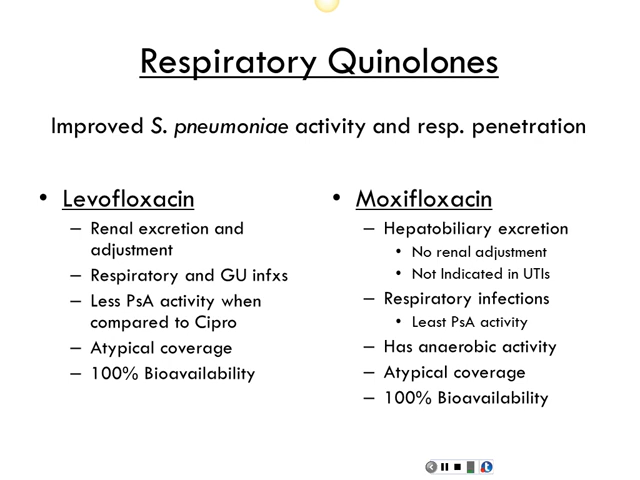 Respiratory Quinolones
Improved S. pneumoniae activity and resp. penetration
• Levofloxacin
– Renal excretion and
adjustment
– Respiratory and GU infxs
– Less PsA activity when
compared to Cipro
– Atypical coverage
– 100% Bioavailability
• Moxifloxacin
– Hepatobiliary excretion
• No renal adjustment
• Not Indicated in UTIs
– Respiratory infections
• Least PsA activity
– Has anaerobic activity
– Atypical coverage
– 100% Bioavailability